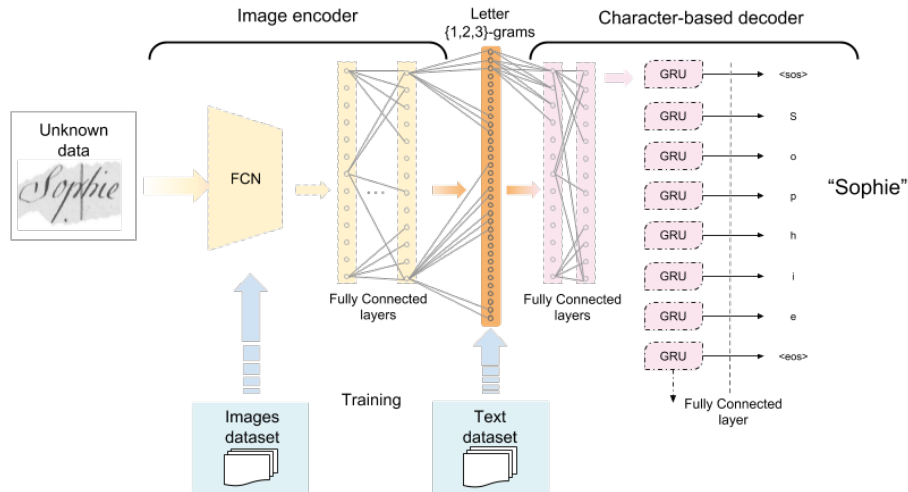 Image encoder
Letter
{1,2,3}-grams
Character-based decoder
Unknown
data
Sophie
FCN
...
Fully Connected
layers
Fully Connected
layers
GRU
<sos>
GRU
S
GRU
o
GRU
p
GRU
h
GRU
i
GRU
e
GRU
<eos>
"Sophie"
Fully Connected
layer
Training
Images
dataset
Text
dataset